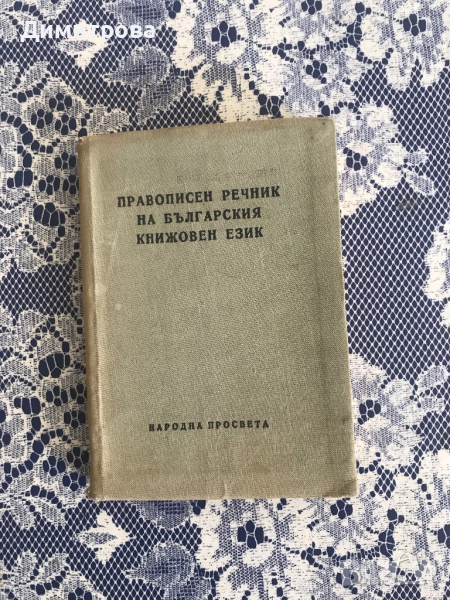 Димитрова
ПРАВОПИСЕН РЕЧНИК
НА БЪЛГАРСКИЯ
КНИЖОВЕН ЕЗИК
НАРОДНА ПРОСВЕТА